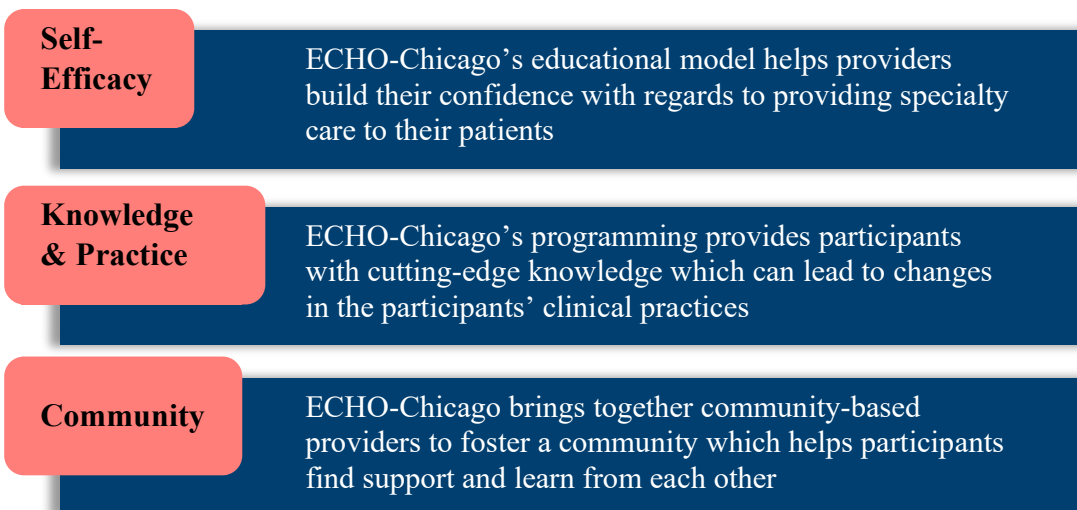 Self-
Efficacy
ECHO-Chicago’s educational model helps providers
build their confidence with regards to providing specialty
care to their patients
Knowledge
& Practice
ECHO-Chicago’s programming provides participants
with cutting-edge knowledge which can lead to changes
in the participants’ clinical practices
Community
ECHO-Chicago brings together community-based
providers to foster a community which helps participants
find support and learn from each other